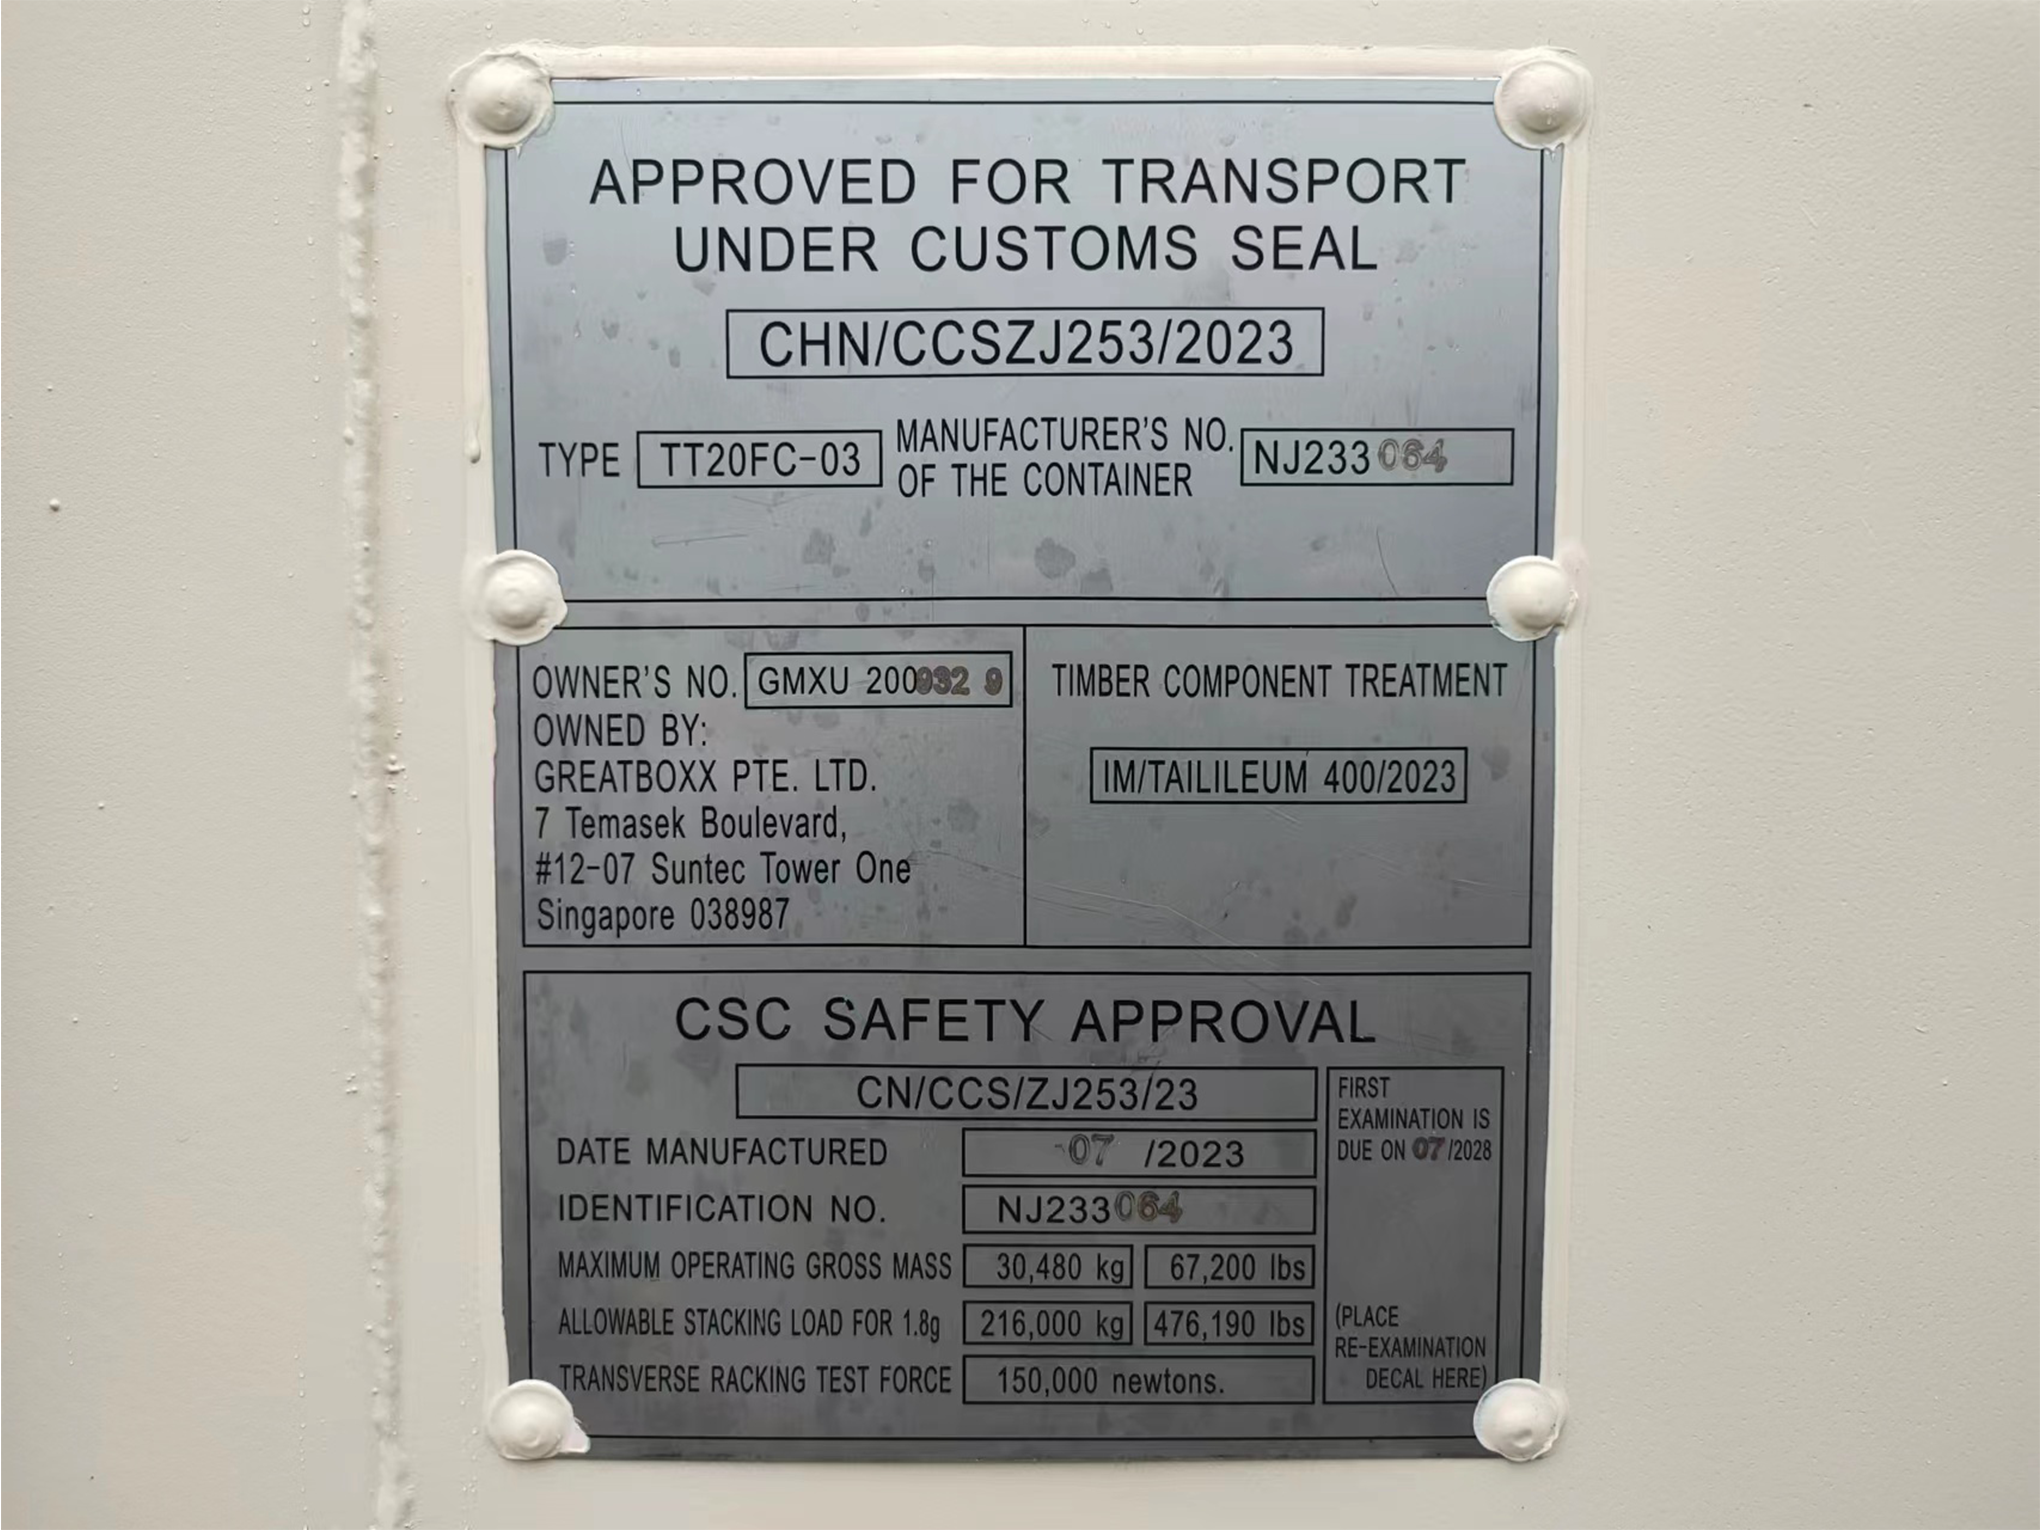 APPROVED FOR TRANSPORT
UNDER CUSTOMS SEAL
CHN/CCSZJ253/2023
TYPE TT20FC-03 MANUFACTURER'S NO. OF THE CONTAINER NJ233064
OWNER'S NO. GMXU 200932 9
OWNED BY:
GREATBOXX PTE. LTD.
7 Temasek Boulevard,
#12-07 Suntec Tower One
Singapore 038987
TIMBER COMPONENT TREATMENT
IM/TAILILEUM 400/2023
CSC SAFETY APPROVAL
CN/CCS/ZJ253/23
DATE MANUFACTURED 07 /2023
IDENTIFICATION NO. NJ233064
MAXIMUM OPERATING GROSS MASS 30,480 kg 67,200 lbs
ALLOWABLE STACKING LOAD FOR 1.8g 216,000 kg 476,190 lbs
TRANSVERSE RACKING TEST FORCE 150,000 newtons.
FIRST
EXAMINATION IS
DUE ON 07/2028
(PLACE
RE-EXAMINATION
DECAL HERE)